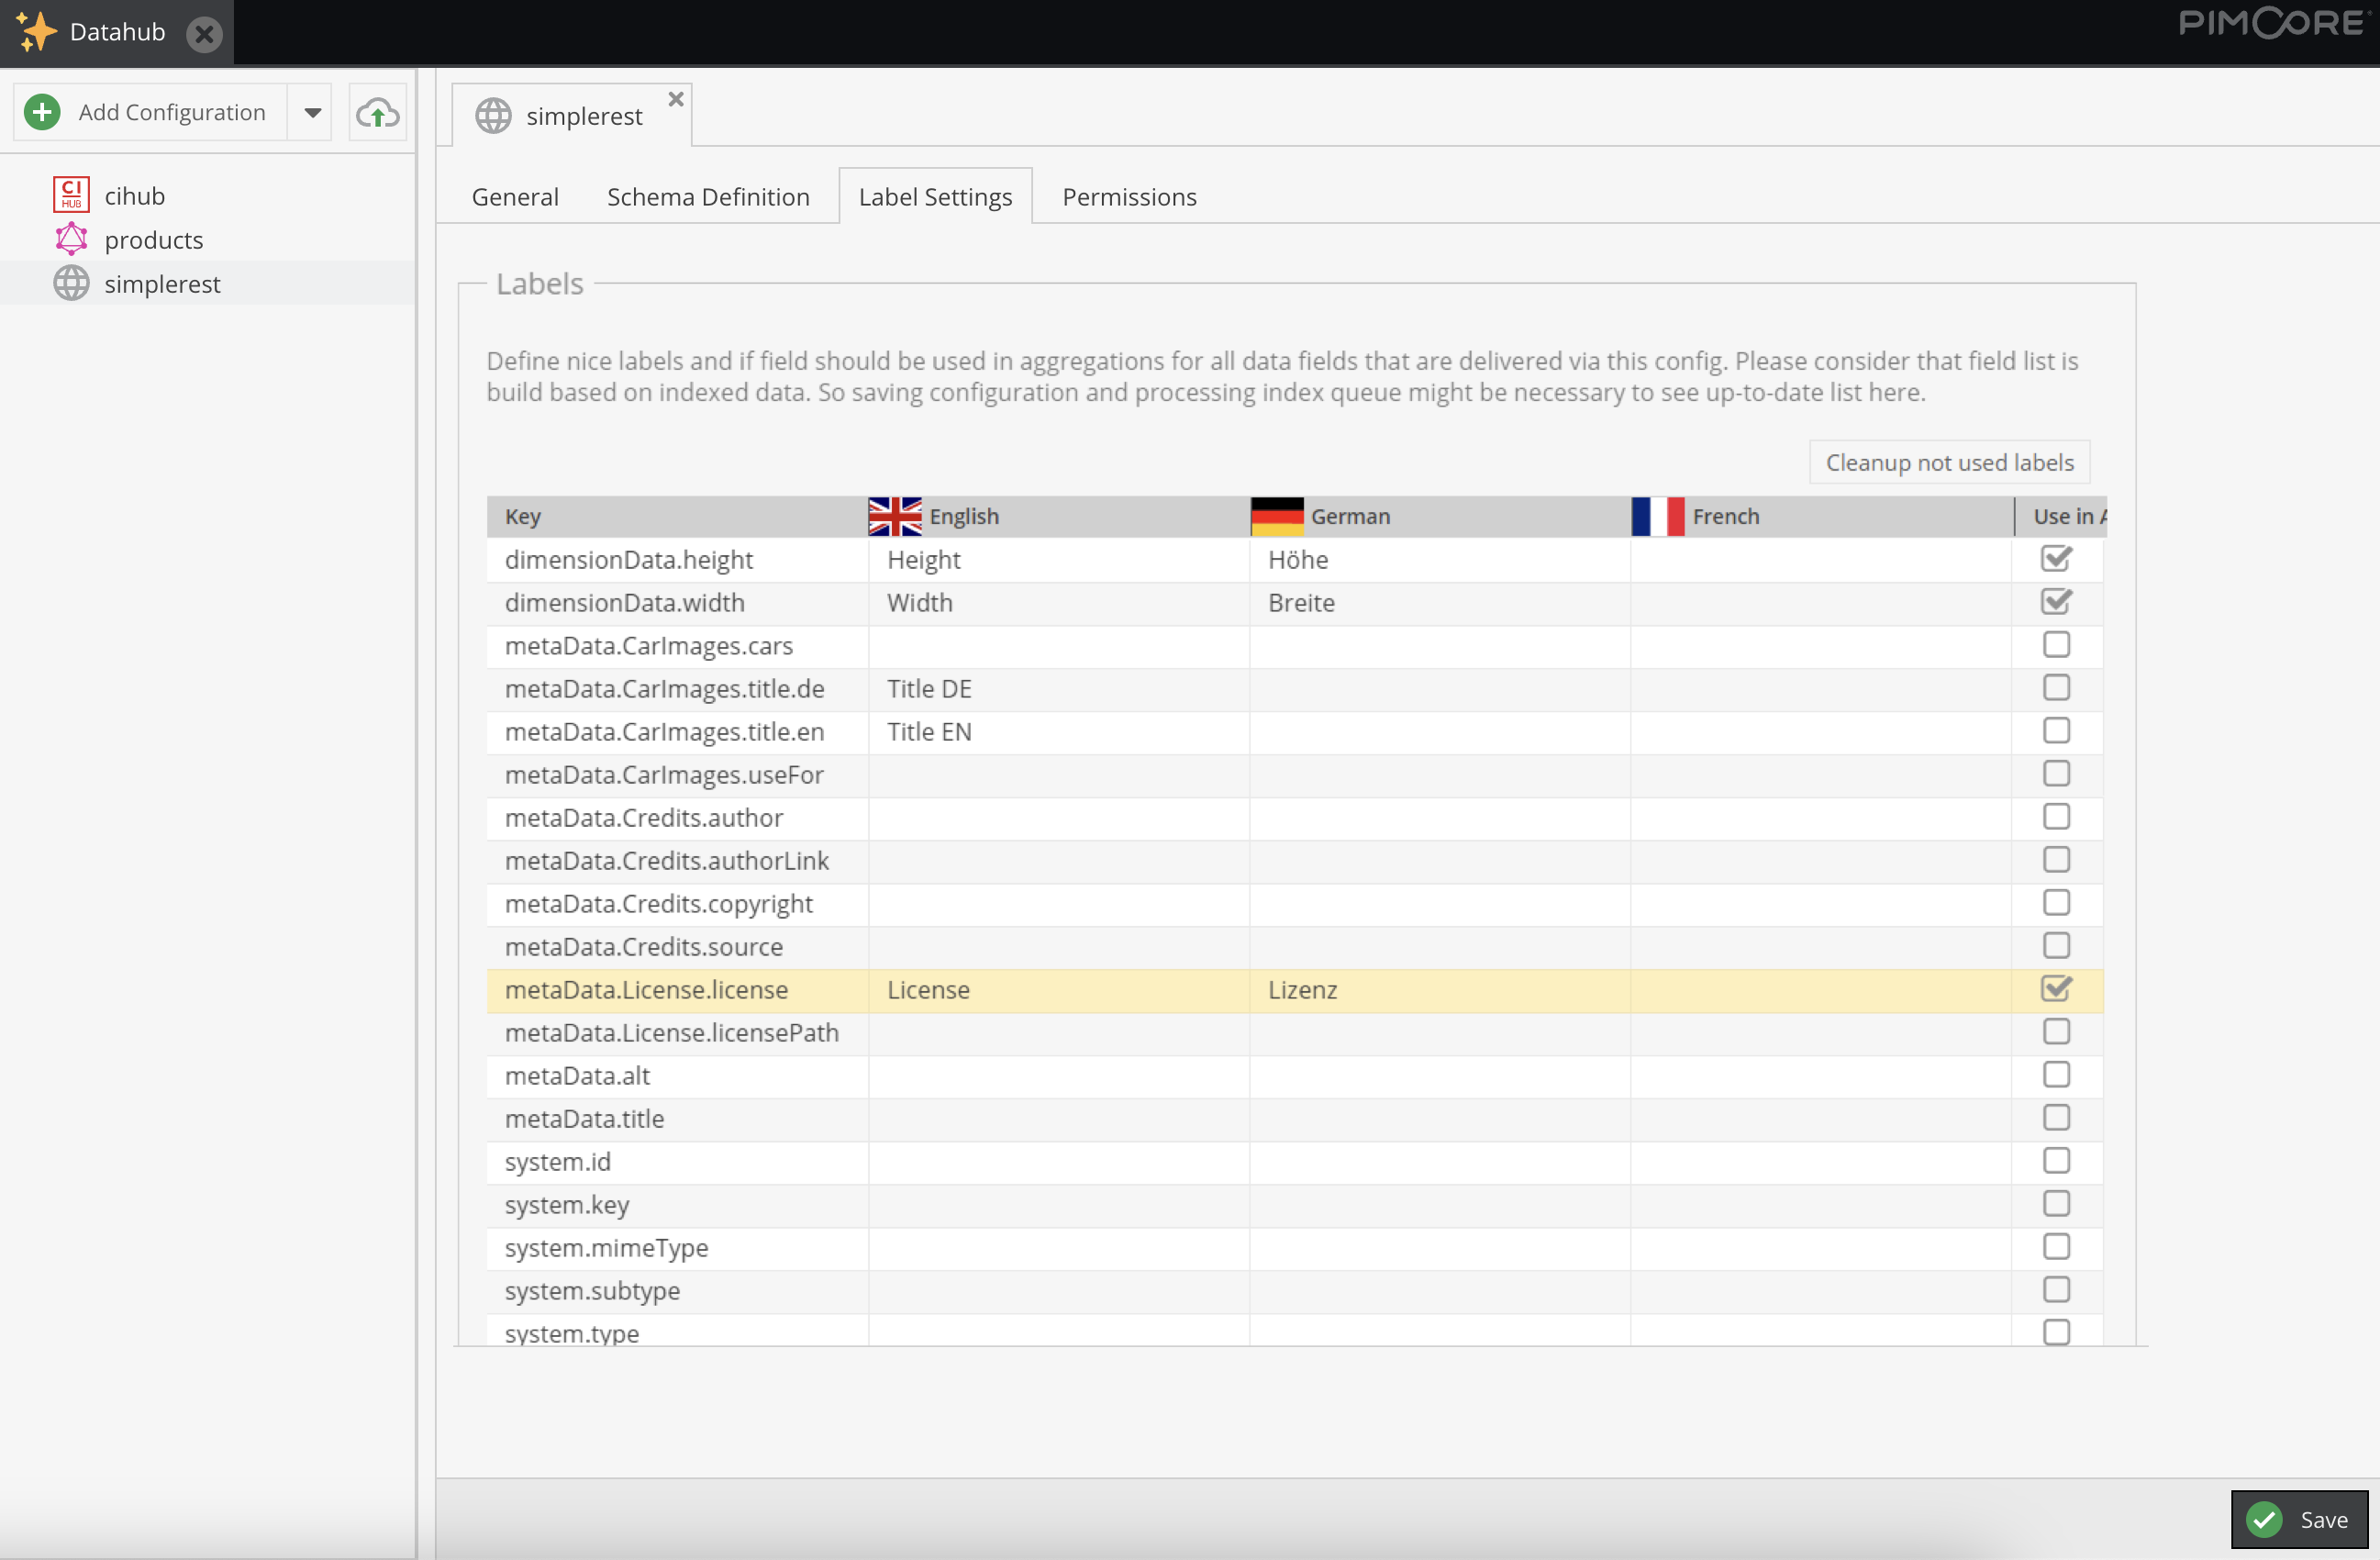 Datahub
PIMCORE
Add Configuration
simplerest
cihub
products
simplerest
CI
HUB
General
Schema Definition
Label Settings
Permissions
Labels
Define nice labels and if field should be used in aggregations for all data fields that are delivered via this config. Please consider that field list is
build based on indexed data. So saving configuration and processing index queue might be necessary to see up-to-date list here.
Cleanup not used labels
Key English German French Use in A
dimensionData.height Height Höhe
dimensionData.width Width Breite
metaData.CarImages.cars
metaData.CarImages.title.de Title DE
metaData.CarImages.title.en Title EN
metaData.CarImages.useFor
metaData.Credits.author
metaData.Credits.authorLink
metaData.Credits.copyright
metaData.Credits.source
metaData.License.license License Lizenz
metaData.License.licensePath
metaData.alt
metaData.title
system.id
system.key
system.mimeType
system.subtype
system.type
Save